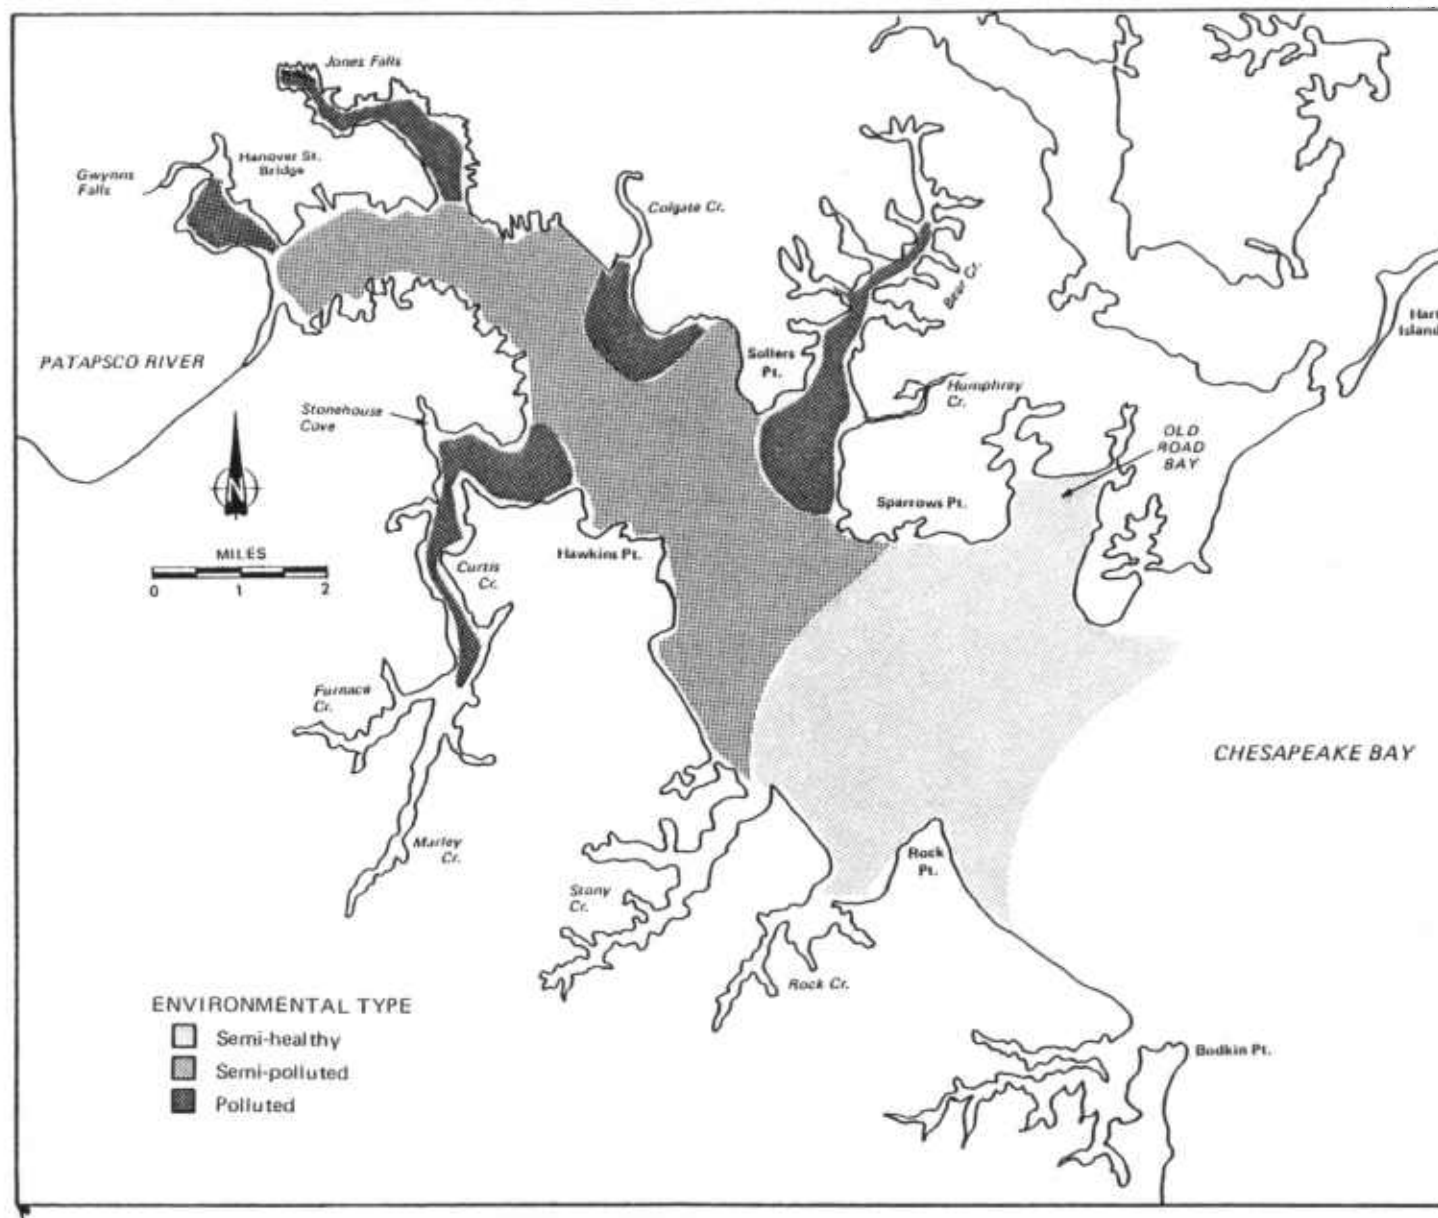 Jones Falls
Hanover St.
Bridge
Gwynns
Falls
Colgate Cr.
Bear Cr.
Hart
Island
PATAPSCO RIVER
Sollers
Pt.
Humphrey
Cr.
Stonehouse
Cove
OLD
ROAD
BAY
N
Sparrows Pt.
MILES
0 1 2
Hawkins Pt.
Curtis
Cr.
Furnace
Cr.
CHESAPEAKE BAY
Marley
Cr.
Rock
Pt.
Stony
Cr.
Rock Cr.
ENVIRONMENTAL TYPE
Semi-healthy
Semi-polluted
Polluted
Bodkin Pt.